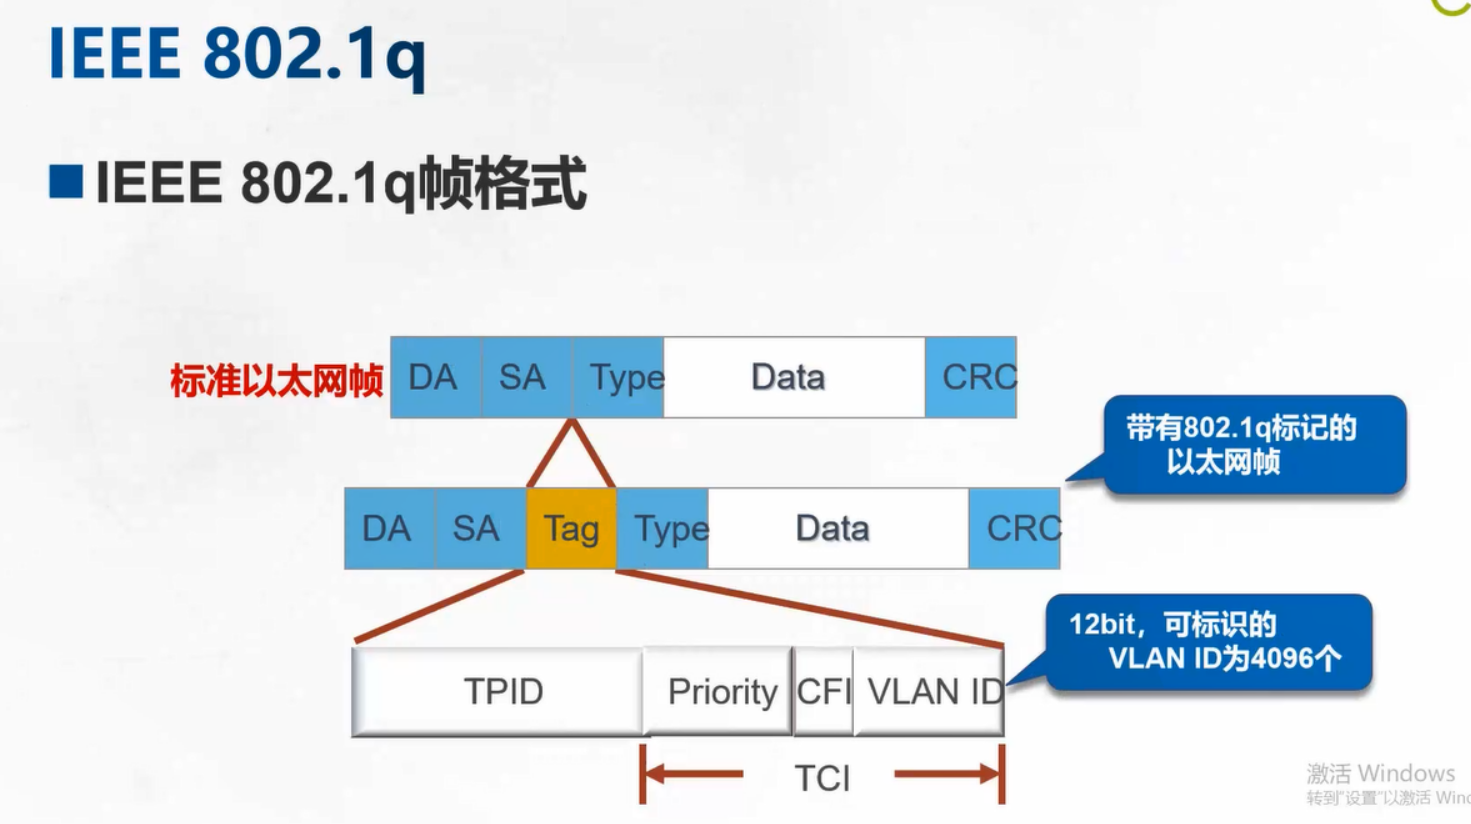 IEEE 802.1q
IEEE 802.1q帧格式
标准以太网帧 DA SA Type Data CRC
带有802.1q标记的
以太网帧
DA SA Tag Type Data CRC
12bit，可标识的
VLAN ID为4096个
TPID Priority CFI VLAN ID
TCI
激活 Windows
转到"设置"以激活 Winc